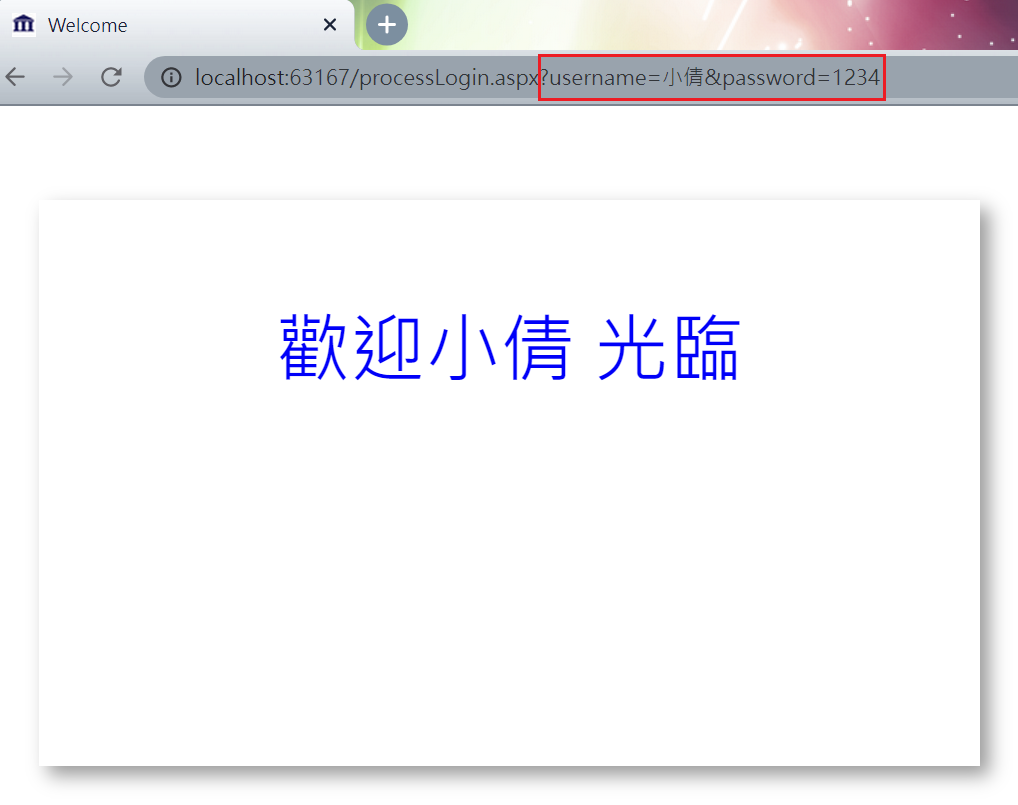 Welcome
localhost:63167/processLogin.aspx?username=小倩&password=1234
歡迎小倩 光臨